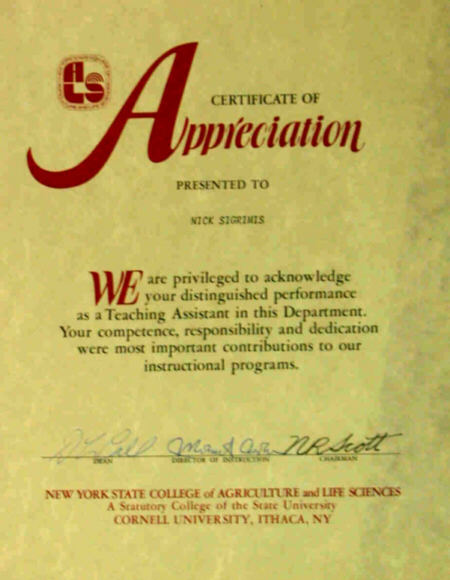 ALS
CERTIFICATE OF
Appreciation
PRESENTED TO
NICK SIGRIMIS
WE are privileged to acknowledge
your distinguished performance
as a Teaching Assistant in this Department.
Your competence, responsibility and dedication
were most important contributions to our
instructional programs.
NR Scott
DEAN DIRECTOR OF INSTRUCTION CHAIRMAN
NEW YORK STATE COLLEGE of AGRICULTURE and LIFE SCIENCES
A Statutory College of the State University
CORNELL UNIVERSITY, ITHACA, NY